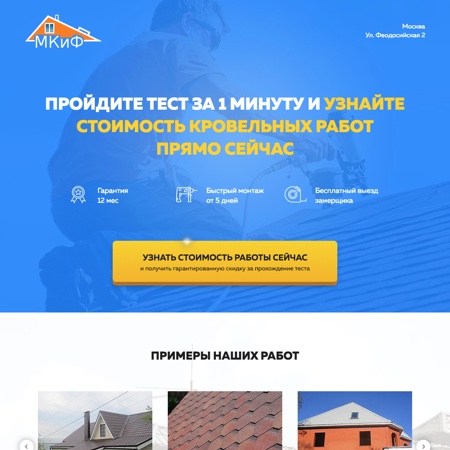 МКиФ
Москва
Ул. Феодосийская 2
ПРОЙДИТЕ ТЕСТ ЗА 1 МИНУТУ И УЗНАЙТЕ
СТОИМОСТЬ КРОВЕЛЬНЫХ РАБОТ
ПРЯМО СЕЙЧАС
Гарантия
12 мес
Быстрый монтаж
от 5 дней
Бесплатный выезд
замерщика
УЗНАТЬ СТОИМОСТЬ РАБОТЫ СЕЙЧАС
и получить гарантированную скидку за прохождение теста
ПРИМЕРЫ НАШИХ РАБОТ